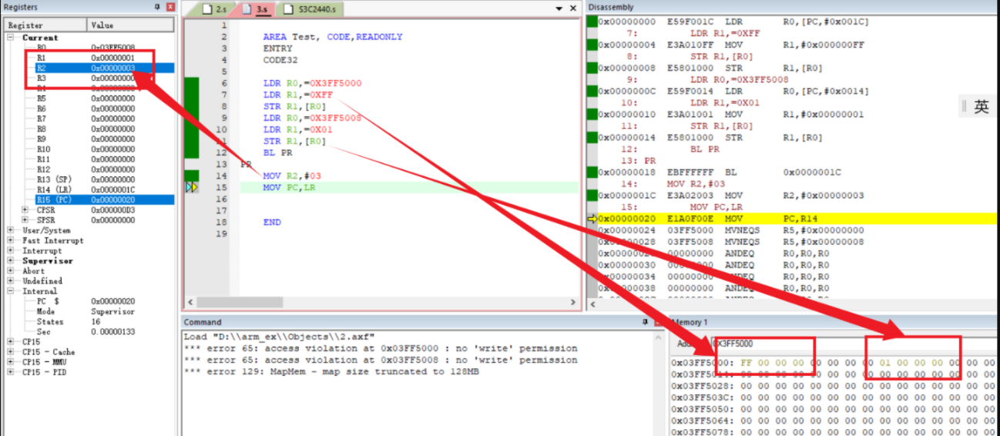 Registers
Register Value
Current
R0 0x03FF5008
R1 0x00000001
R2 0x00000003
R3
R5 0x00000000
R6 0x00000000
R7 0x00000000
R8 0x00000000
R9 0x00000000
R10 0x00000000
R11 0x00000000
R12 0x00000000
R13 (SP) 0x00000000
R14 (LR) 0x0000001C
R15 (PC) 0x00000020
CPSR 0x000000D3
SPSR 0x00000000
User/System
Fast Interrupt
Interrupt
Supervisor
Abort
Undefined
Internal
PC $ 0x00000020
Mode Supervisor
States 16
Sec 0.00000133
CP15
CP15 - Cache
CP15 - MMU
CP15 - PID
2.s 3.s S3C2440.s
1
2 AREA Test, CODE,READONLY
3 ENTRY
4 CODE32
5
6 LDR R0,=0X3FF5000
7 LDR R1,=0XFF
8 STR R1,[R0]
9 LDR R0,=0X3FF5008
10 LDR R1,=0X01
11 STR R1,[R0]
12 BL PR
13 PR
14 MOV R2,#03
15 MOV PC,LR
16
17
18 END
19
Disassembly
0x00000000 E59F001C LDR R0,[PC,#0x001C]
7: LDR R1,=0XFF
0x00000004 E3A010FF MOV R1,#0x000000FF
8: STR R1,[R0]
0x00000008 E5801000 STR R1,[R0]
9: LDR R0,=0X3FF5008
0x0000000C E59F0014 LDR R0,[PC,#0x0014]
10: LDR R1,=0X01
0x00000010 E3A01001 MOV R1,#0x00000001
11: STR R1,[R0]
0x00000014 E5801000 STR R1,[R0]
12: BL PR
13: PR
0x00000018 EBFFFFFF BL 0x0000001C
14: MOV R2,#03
0x0000001C E3A02003 MOV R2,#0x00000003
15: MOV PC,LR
0x00000020 E1A0F00E MOV PC,R14
0x00000024 03FF5000 MVNEQS R5,#0x00000000
0x00000028 03FF5008 MVNEQS R5,#0x00000008
00000000 ANDEQ R0,R0,R0
0x00000030 ANDEQ R0,R0,R0
0x00000034 00000000 R0,R0,R0
0x00000038 00000000 ANDEQ R0,R0,R0
英
Command
Load "D:\\arm_ex\\Objects\\2.axf"
*** error 65: access violation at 0x03FF5000 : no 'write' permission
*** error 65: access violation at 0x03FF5008 : no 'write' permission
*** error 129: MapMem - map size truncated to 128MB
Memory 1
0X3FF5000
0x03FF5000: FF 00 00 00 00 00 00 00 01 00 00 00 00 00 00
0x03FF5014: 00 00 00 00 00 00 00 00 00 00 00 00 00 00 00
0x03FF5028: 00 00 00 00 00 00 00 00 00 00 00 00 00 00 00
0x03FF503C: 00 00 00 00 00 00 00 00 00 00 00 00 00 00 00
0x03FF5050: 00 00 00 00 00 00 00 00 00 00 00 00 00 00 00
0x03FF5064: 00 00 00 00 00 00 00 00 00 00 00 00 00 00 00
0x03FF5078: 00 00 00 00 00 00 00 00 00 00 00 00 00 00 00